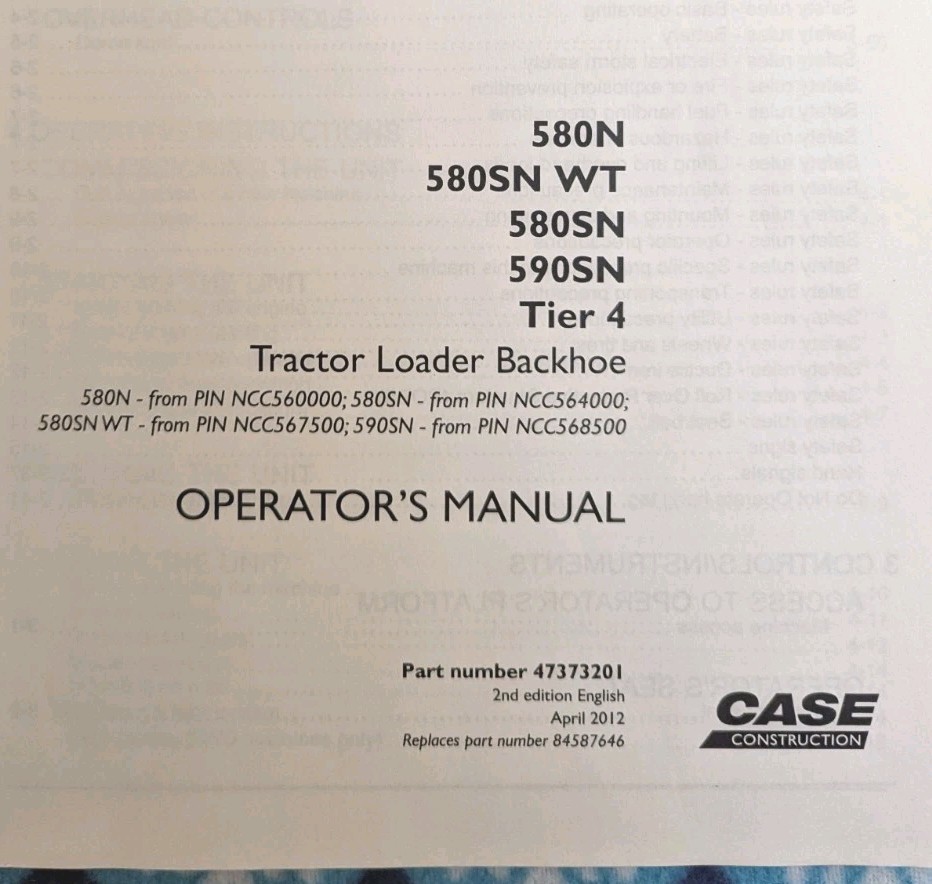 580N
580SN WT
580SN
590SN
Tier 4
Tractor Loader Backhoe
580N - from PIN NCC560000; 580SN - from PIN NCC564000;
580SN WT - from PIN NCC567500; 590SN - from PIN NCC568500
OPERATOR'S MANUAL
Part number 47373201
2nd edition English
April 2012
Replaces part number 84587646
CASE
CONSTRUCTION